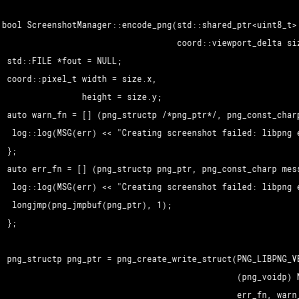 bool ScreenshotManager::encode_png(std::shared_ptr<uint8_t>
coord::viewport_delta siz
std::FILE *fout = NULL;
coord::pixel_t width = size.x,
height = size.y;
auto warn_fn = [] (png_structp /*png_ptr*/, png_const_charp
log::log(MSG(err) << "Creating screenshot failed: libpng e
};
auto err_fn = [] (png_structp png_ptr, png_const_charp mess
log::log(MSG(err) << "Creating screenshot failed: libpng e
longjmp(png_jmpbuf(png_ptr), 1);
};
png_structp png_ptr = png_create_write_struct(PNG_LIBPNG_VE
(png_voidp) N
err_fn, warn_